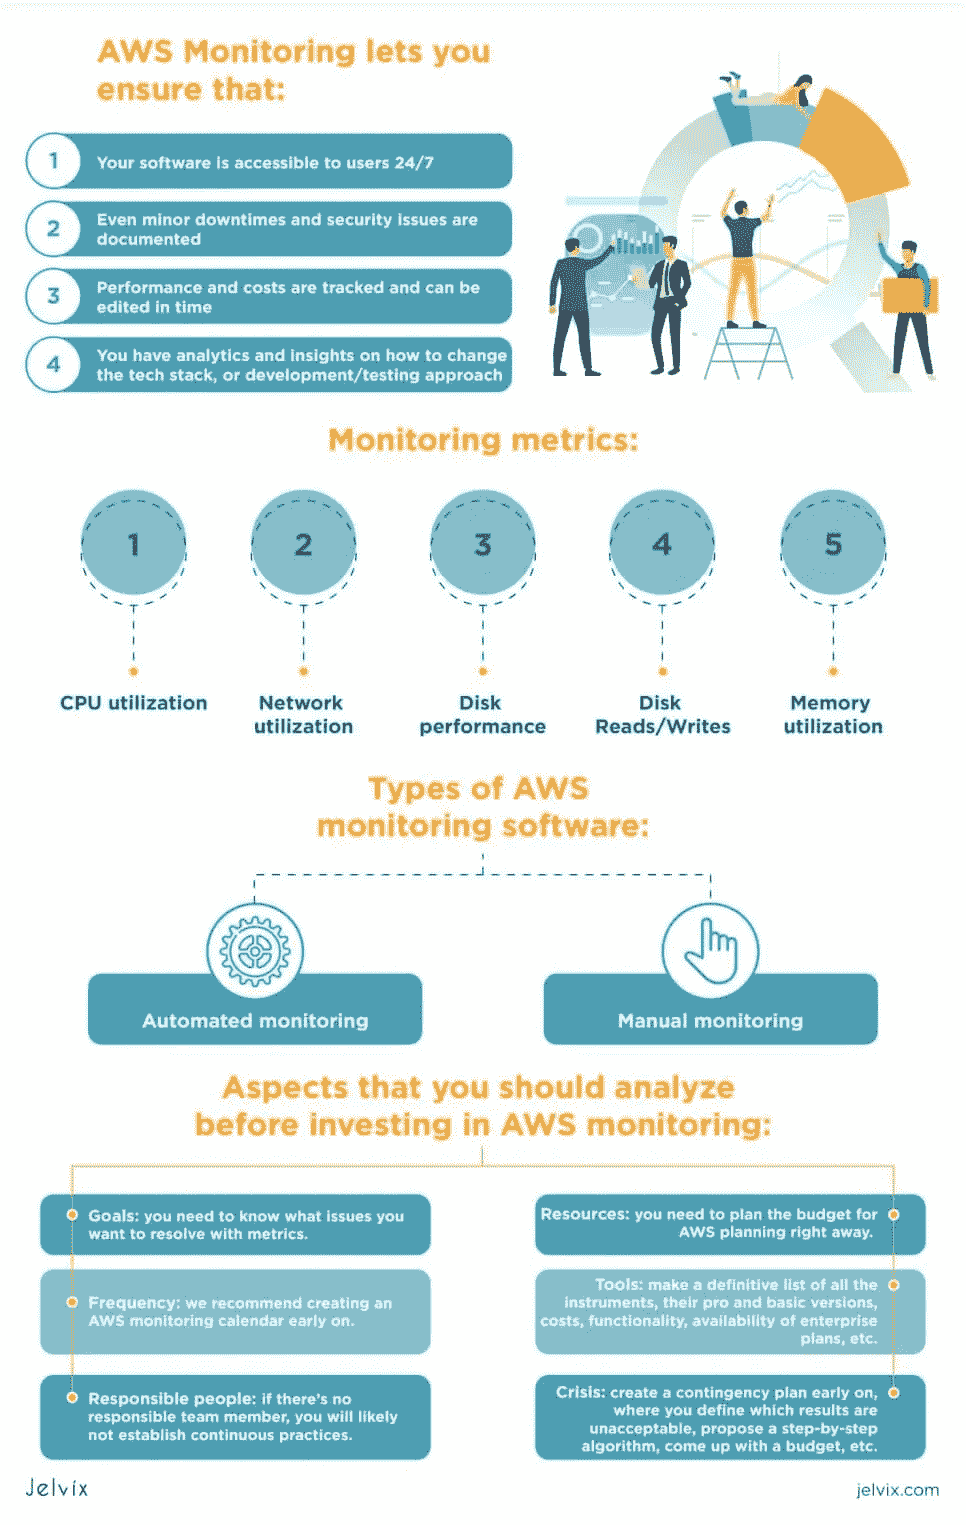 AWS Monitoring lets you
ensure that:
1
Your software is accessible to users 24/7
2
Even minor downtimes and security issues are
documented
3
Performance and costs are tracked and can be
edited in time
4
You have analytics and insights on how to change
the tech stack, or development/testing approach
Monitoring metrics:
1
2
3
4
5
CPU utilization
Network
utilization
Disk
performance
Disk
Reads/Writes
Memory
utilization
Types of AWS
monitoring software:
Automated monitoring
Manual monitoring
Aspects that you should analyze
before investing in AWS monitoring:
Goals: you need to know what issues you
want to resolve with metrics.
Frequency: we recommend creating an
AWS monitoring calendar early on.
Responsible people: if there's no
responsible team member, you will likely
not establish continuous practices.
Resources: you need to plan the budget for
AWS planning right away.
Tools: make a definitive list of all the
instruments, their pro and basic versions,
costs, functionality, availability of enterprise
plans, etc.
Crisis: create a contingency plan early on,
where you define which results are
unacceptable, propose a step-by-step
algorithm, come up with a budget, etc.
Jelvix
jelvix.com